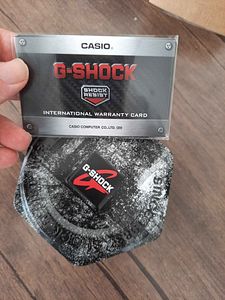 CASIO
G-SHOCK
SHOCK
RESIST
INTERNATIONAL WARRANTY CARD
CASIO COMPUTER CO., LTD.
G-SHOCK